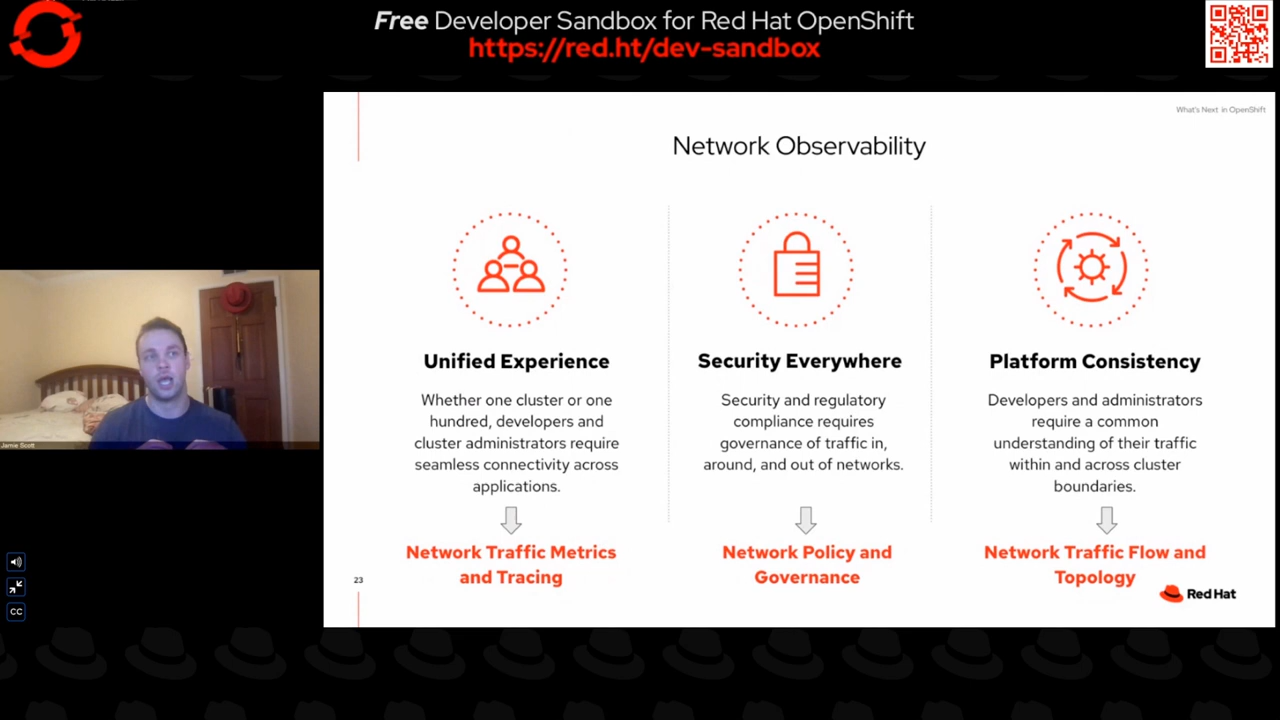 Free Developer Sandbox for Red Hat OpenShift
https://red.ht/dev-sandbox
What's Next in OpenShift
Network Observability
Unified Experience
Whether one cluster or one
hundred, developers and
cluster administrators require
seamless connectivity across
applications.
Network Traffic Metrics
and Tracing
Security Everywhere
Security and regulatory
compliance requires
governance of traffic in,
around, and out of networks.
Network Policy and
Governance
Platform Consistency
Developers and administrators
require a common
understanding of their traffic
within and across cluster
boundaries.
Network Traffic Flow and
Topology
23
Red Hat
Jamie Scott
CC